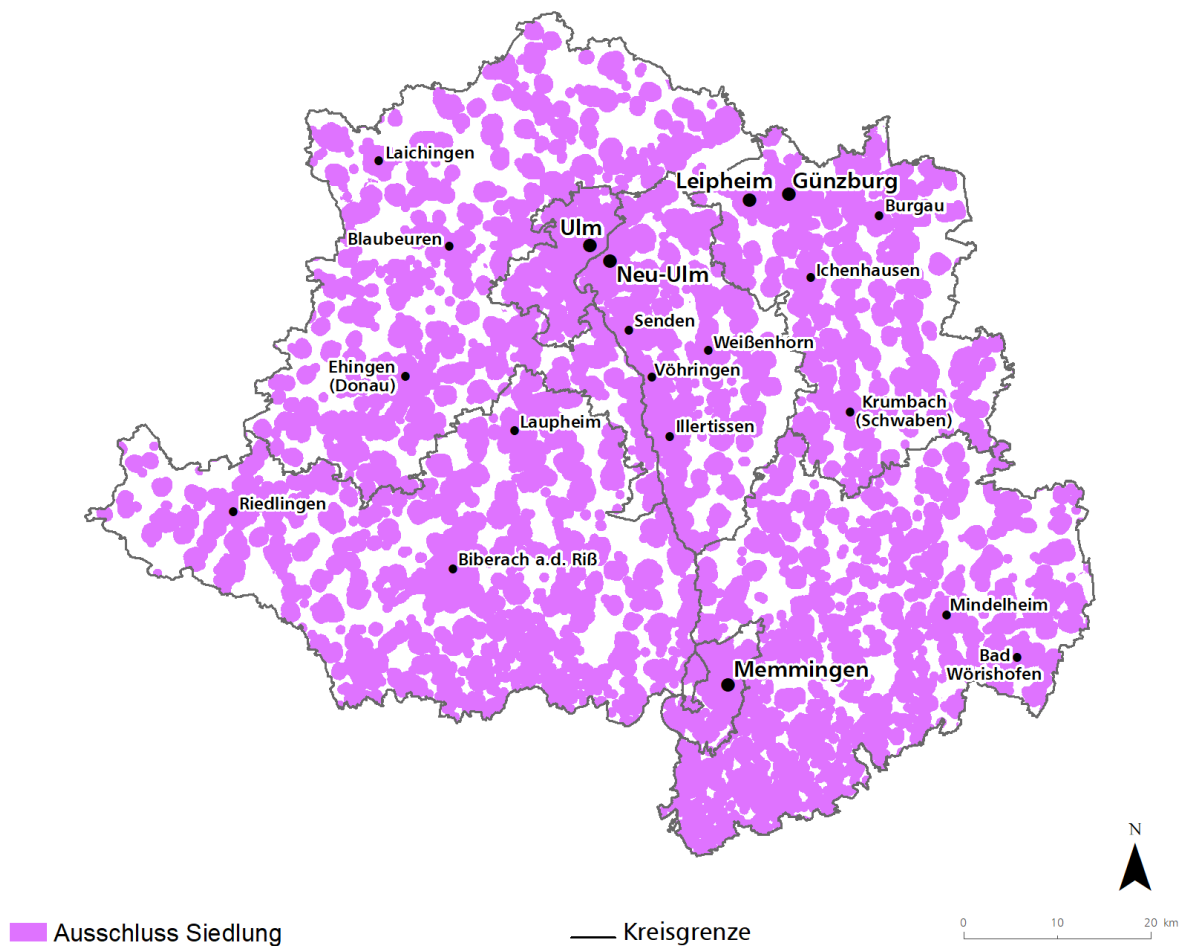 Laichingen
Leipheim
Günzburg
Burgau
Ulm
Blaubeuren
Neu-Ulm
Ichenhausen
Senden
Weißenhorn
Ehingen
(Donau)
Vöhringen
Krumbach
(Schwaben)
Laupheim
Illertissen
Riedlingen
Biberach a.d. Riß
Mindelheim
Bad
Wörishofen
Memmingen
N
Ausschluss Siedlung
Kreisgrenze
0 10 20 km